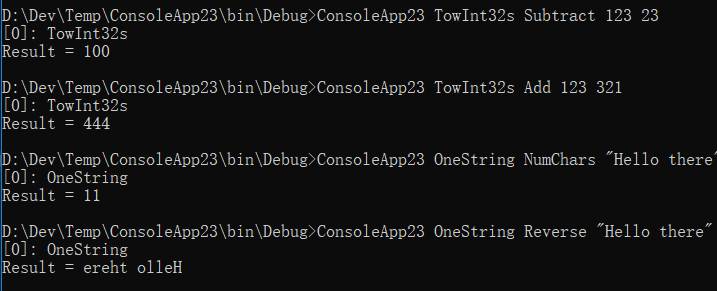 D:\Dev\Temp\ConsoleApp23\bin\Debug>ConsoleApp23 TowInt32s Subtract 123 23
[0]: TowInt32s
Result = 100
D:\Dev\Temp\ConsoleApp23\bin\Debug>ConsoleApp23 TowInt32s Add 123 321
[0]: TowInt32s
Result = 444
D:\Dev\Temp\ConsoleApp23\bin\Debug>ConsoleApp23 OneString NumChars "Hello there"
[0]: OneString
Result = 11
D:\Dev\Temp\ConsoleApp23\bin\Debug>ConsoleApp23 OneString Reverse "Hello there"
[0]: OneString
Result = ereht olleH